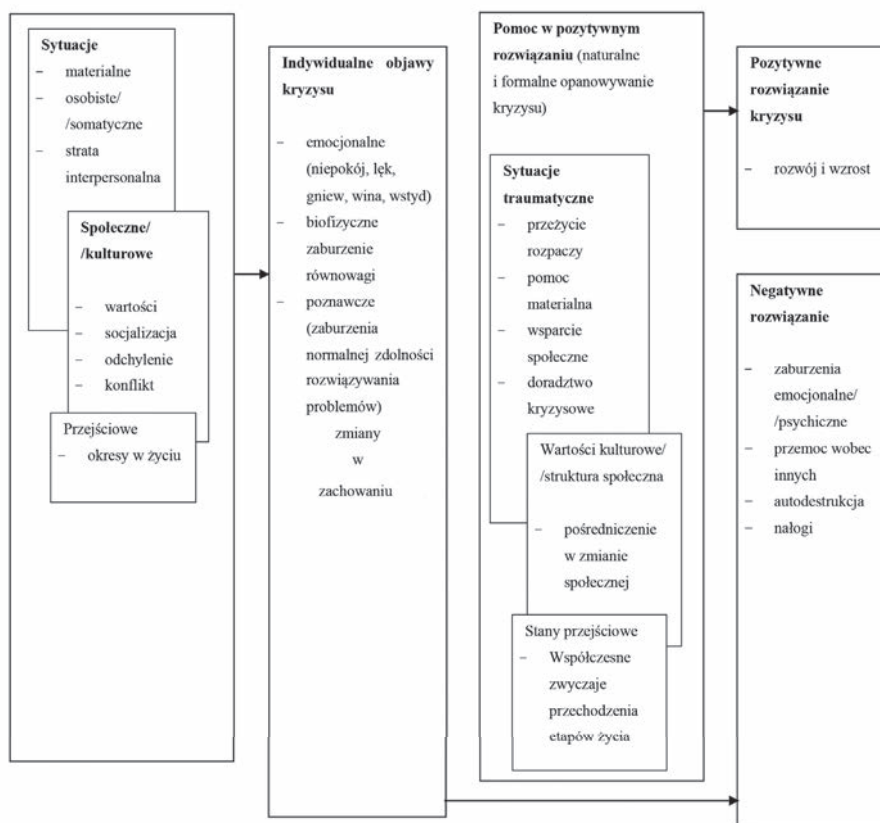 Sytuacje
– materialne
– osobiste/
/somatyczne
– strata
interpersonalna
Społeczne/
/kulturowe
– wartości
– socjalizacja
– odchylenie
– konflikt
Przejściowe
– okresy w życiu
Indywidualne objawy
kryzysu
– emocjonalne
(niepokój, lęk,
gniew, wina, wstyd)
– biofizyczne
zaburzenie
równowagi
– poznawcze
(zaburzenia
normalnej zdolności
rozwiązywania
problemów)
zmiany
w
zachowaniu
Pomoc w pozytywnym
rozwiązaniu (naturalne
i formalne opanowywanie
kryzysu)
Sytuacje
traumatyczne
– przeżycie
rozpaczy
– pomoc
materialna
– wsparcie
społeczne
– doradztwo
kryzysowe
Wartości kulturowe/
/struktura społeczna
– pośredniczenie
w zmianie
społecznej
Stany przejściowe
– Współczesne
zwyczaje
przechodzenia
etapów życia
Pozytywne
rozwiązanie
kryzysu
– rozwój i wzrost
Negatywne
rozwiązanie
– zaburzenia
emocjonalne/
/psychiczne
– przemoc wobec
innych
– autodestrukcja
– nałogi